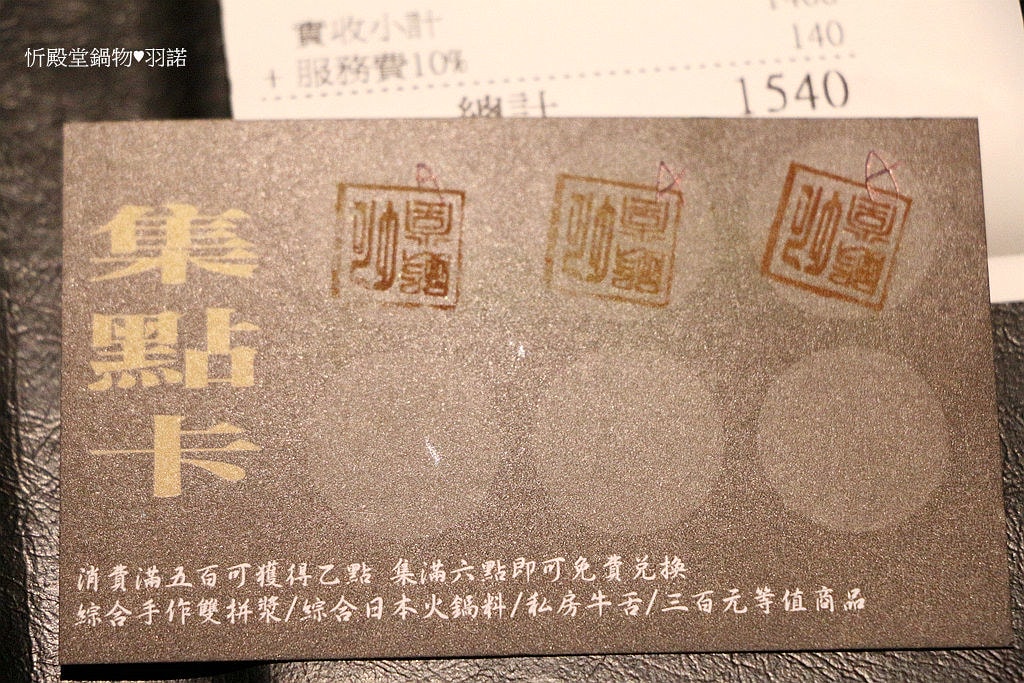 忻殿堂鍋物♥羽諾
實收小計
140
+ 服務費10%
總計 1540
集點卡
消費滿五百可獲得乙點 集滿六點即可免費兌換
綜合手作雙拼漿/綜合日本火鍋料/私房牛舌/三百元等值商品